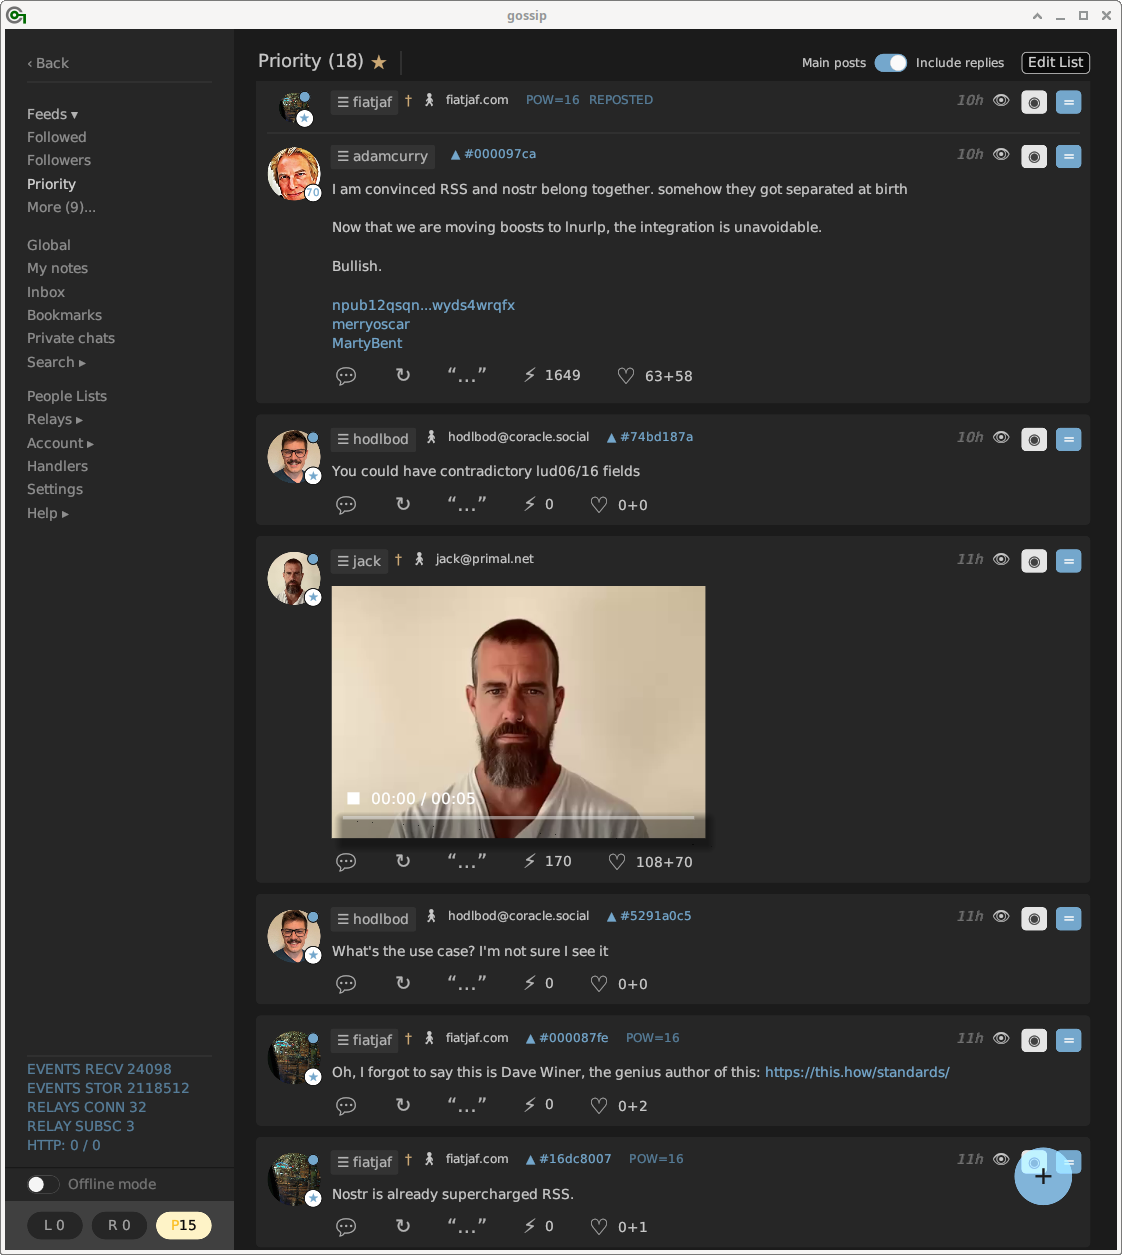 gossip
‹ Back
Feeds ▾
Followed
Followers
Priority
More (9)...
Global
My notes
Inbox
Bookmarks
Private chats
Search ▸
People Lists
Relays ▸
Account ▸
Handlers
Settings
Help ▸
EVENTS RECV 24098
EVENTS STOR 2118512
RELAYS CONN 32
RELAY SUBSC 3
HTTP: 0 / 0
Offline mode
L 0 R 0 P15
Priority (18) ★ Main posts Include replies Edit List
☰ fiatjaf † fiatjaf.com POW=16 REPOSTED 10h
☰ adamcurry ▲ #000097ca 10h
70
I am convinced RSS and nostr belong together. somehow they got separated at birth
Now that we are moving boosts to lnurlp, the integration is unavoidable.
Bullish.
npub12qsqn...wyds4wrqfx
merryoscar
MartyBent
“…” ⚡ 1649 ♡ 63+58
☰ hodlbod hodlbod@coracle.social ▲ #74bd187a 10h
You could have contradictory lud06/16 fields
“…” ⚡ 0 ♡ 0+0
☰ jack † jack@primal.net 11h
00:00 / 00:05
“…” ⚡ 170 ♡ 108+70
☰ hodlbod hodlbod@coracle.social ▲ #5291a0c5 11h
What's the use case? I'm not sure I see it
“…” ⚡ 0 ♡ 0+0
☰ fiatjaf † fiatjaf.com ▲ #000087fe POW=16 11h
Oh, I forgot to say this is Dave Winer, the genius author of this: https://this.how/standards/
“…” ⚡ 0 ♡ 0+2
☰ fiatjaf † fiatjaf.com ▲ #16dc8007 POW=16 11h
Nostr is already supercharged RSS.
“…” ⚡ 0 ♡ 0+1
+